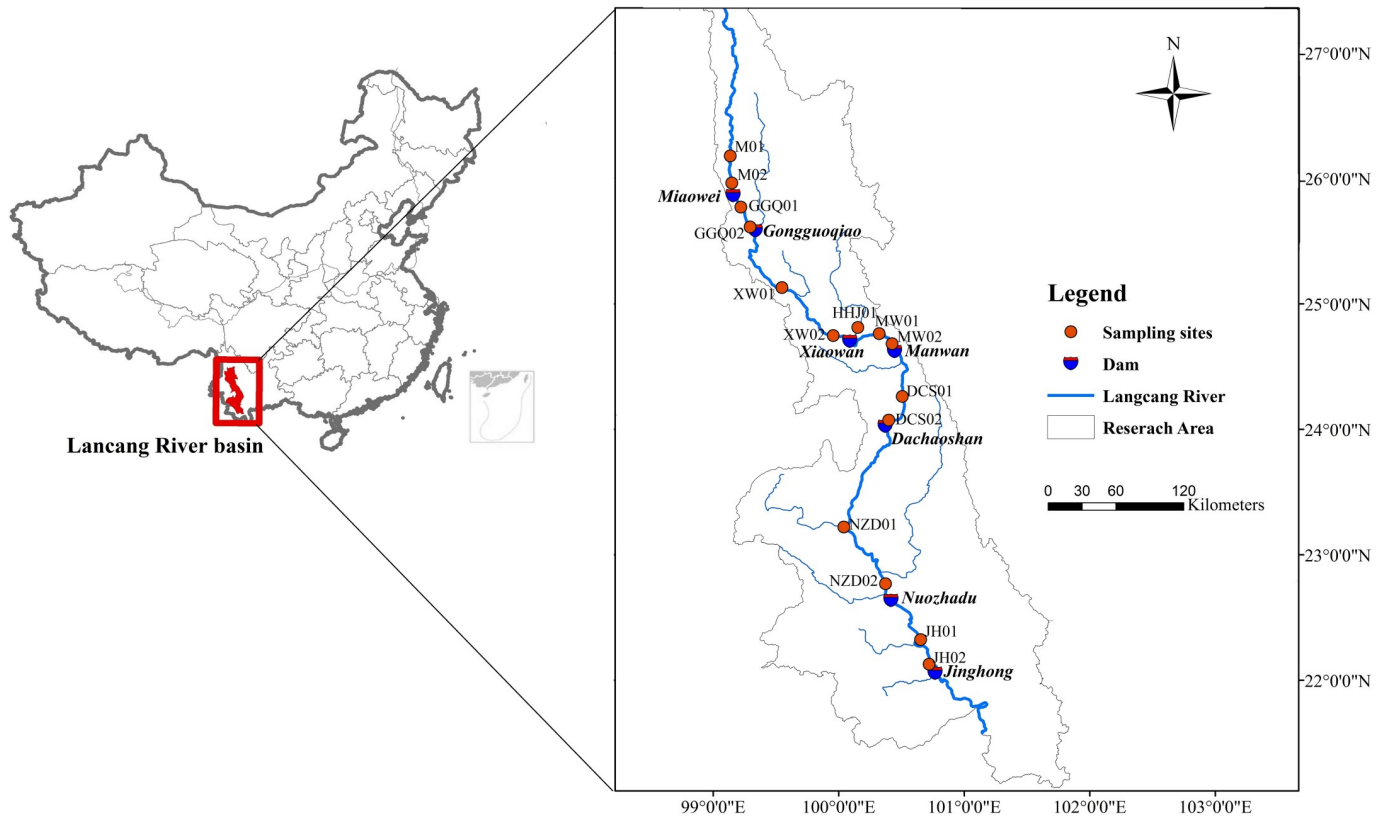 Lancang River basin
M01
M02
Miaowei
GGQ01
GGQ02
Gongguoqiao
XW01
HHJ01
MW01
XW02
MW02
Xiaowan
Manwan
DCS01
DCS02
Dachaoshan
NZD01
NZD02
Nuozhadu
JH01
JH02
Jinghong
N
Legend
Sampling sites
Dam
Langcang River
Reserach Area
0 30 60 120
Kilometers
27°0'0"N
26°0'0"N
25°0'0"N
24°0'0"N
23°0'0"N
22°0'0"N
99°0'0"E 100°0'0"E 101°0'0"E 102°0'0"E 103°0'0"E